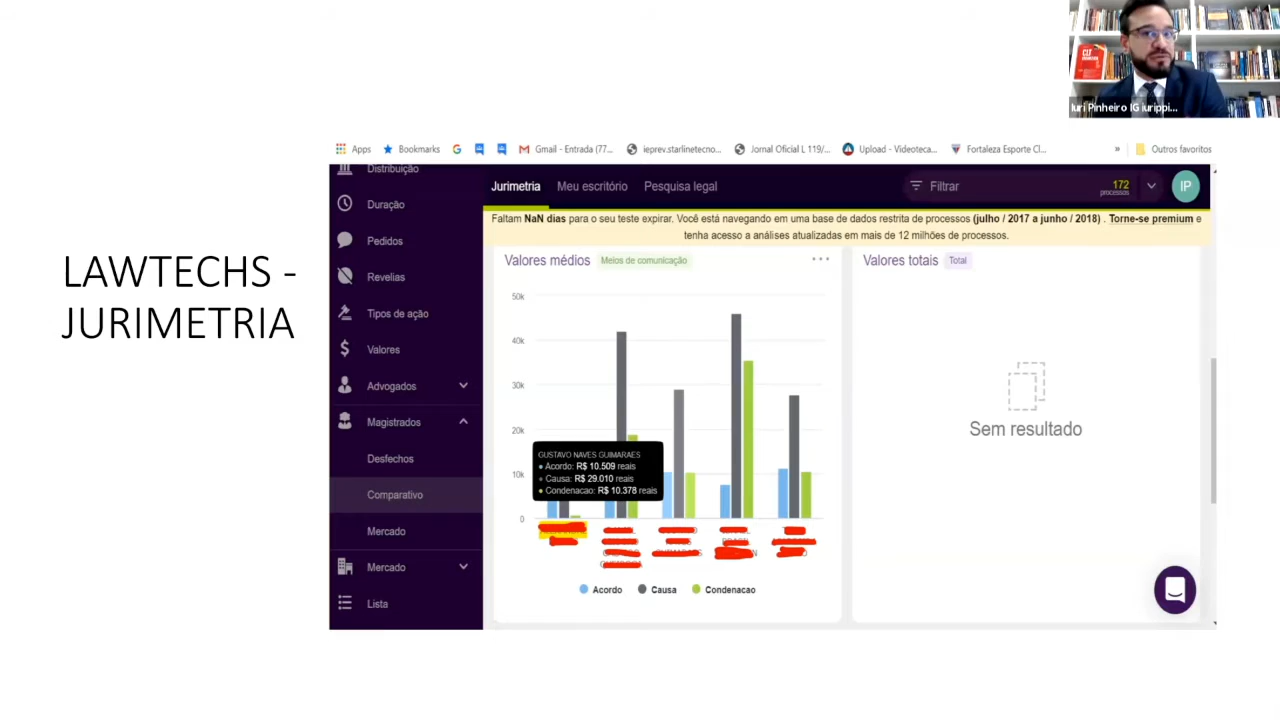 CLT
Iuri Pinheiro IG iurippi...
LAWTECHS -
JURIMETRIA
Apps
Bookmarks
Gmail - Entrada (77...
ieprev.starlinetecno...
Jornal Oficial L 119/...
Upload - Videoteca...
Fortaleza Esporte Cl...
»
Outros favoritos
Distribuição
Duração
Pedidos
Revelias
Tipos de ação
Valores
Advogados
Magistrados
Desfechos
Comparativo
Mercado
Mercado
Lista
Jurimetria
Meu escritório
Pesquisa legal
Filtrar
172
processos
IP
Faltam NaN dias para o seu teste expirar. Você está navegando em uma base de dados restrita de processos (julho / 2017 a junho / 2018) . Torne-se premium e
tenha acesso a análises atualizadas em mais de 12 milhões de processos.
Valores médios
Meios de comunicação
50k
40k
30k
20k
10k
0
GUSTAVO NAVES GUIMARAES
Acordo: R$ 10.509 reais
Causa: R$ 29.010 reais
Condenacao: R$ 10.378 reais
Acordo
Causa
Condenacao
Valores totais
Total
Sem resultado